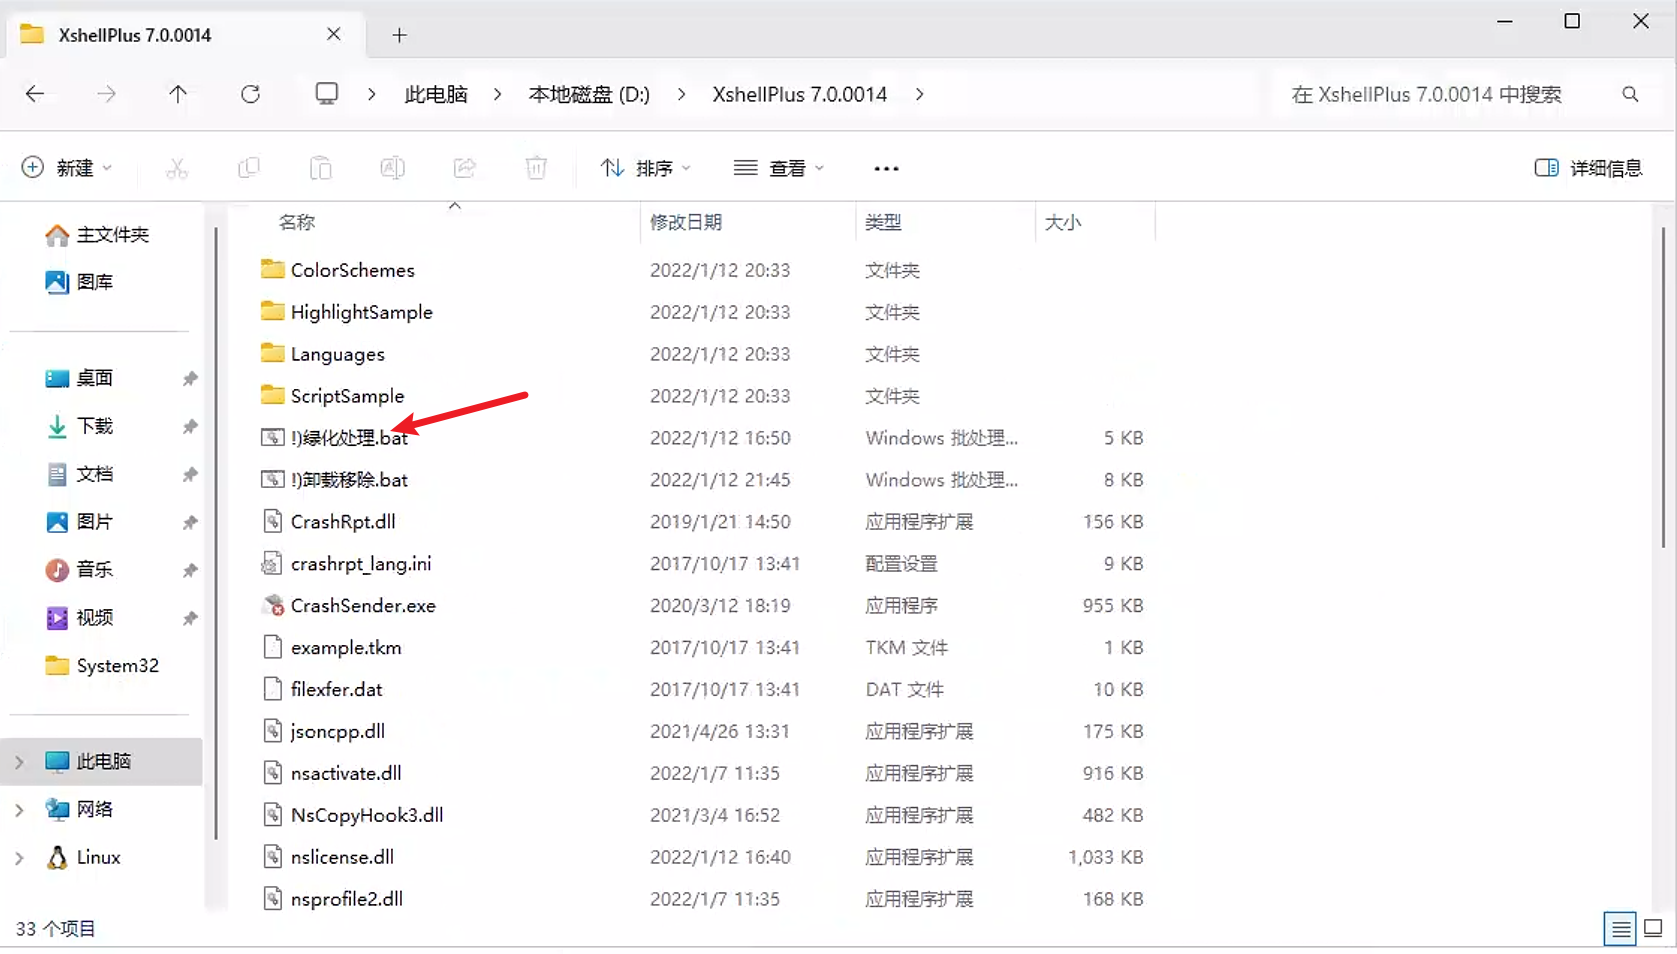 XshellPlus 7.0.0014
此电脑 本地磁盘 (D:) XshellPlus 7.0.0014 在 XshellPlus 7.0.0014 中搜索
新建 排序 查看 详细信息
主文件夹
图库
桌面
下载
文档
图片
音乐
视频
System32
此电脑
网络
Linux
名称 修改日期 类型 大小
ColorSchemes 2022/1/12 20:33 文件夹
HighlightSample 2022/1/12 20:33 文件夹
Languages 2022/1/12 20:33 文件夹
ScriptSample 2022/1/12 20:33 文件夹
!)绿化处理.bat 2022/1/12 16:50 Windows 批处理... 5 KB
!)卸载移除.bat 2022/1/12 21:45 Windows 批处理... 8 KB
CrashRpt.dll 2019/1/21 14:50 应用程序扩展 156 KB
crashrpt_lang.ini 2017/10/17 13:41 配置设置 9 KB
CrashSender.exe 2020/3/12 18:19 应用程序 955 KB
example.tkm 2017/10/17 13:41 TKM 文件 1 KB
filexfer.dat 2017/10/17 13:41 DAT 文件 10 KB
jsoncpp.dll 2021/4/26 13:31 应用程序扩展 175 KB
nsactivate.dll 2022/1/7 11:35 应用程序扩展 916 KB
NsCopyHook3.dll 2021/3/4 16:52 应用程序扩展 482 KB
nslicense.dll 2022/1/12 16:40 应用程序扩展 1,033 KB
nsprofile2.dll 2022/1/7 11:35 应用程序扩展 168 KB
33 个项目